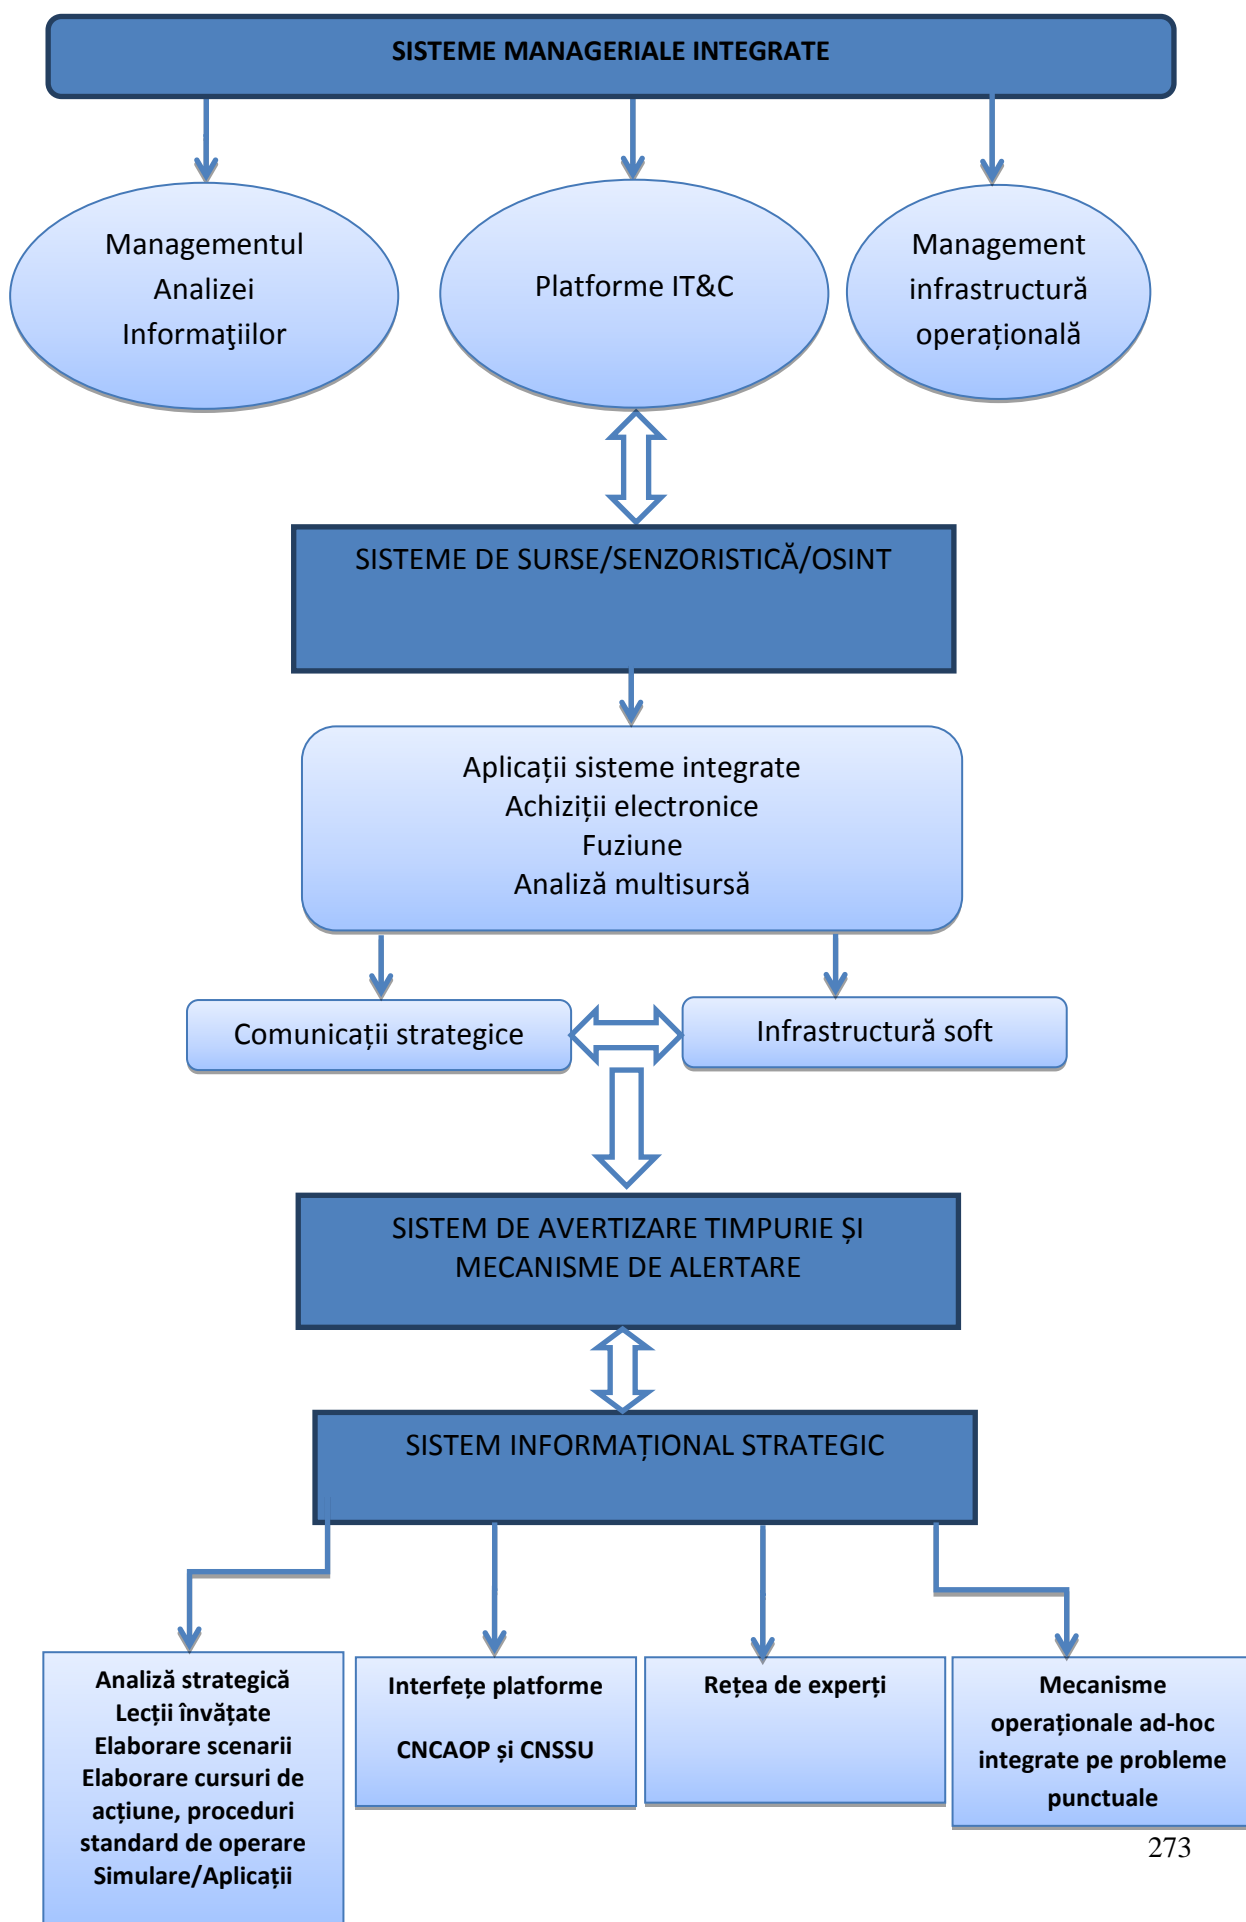 SISTEME MANAGERIALE INTEGRATE
Managementul
Analizei
Informaţiilor
Platforme IT&C
Management
infrastructură
operațională
SISTEME DE SURSE/SENZORISTICĂ/OSINT
Aplicații sisteme integrate
Achiziții electronice
Fuziune
Analiză multisursă
Comunicații strategice
Infrastructură soft
SISTEM DE AVERTIZARE TIMPURIE ȘI
MECANISME DE ALERTARE
SISTEM INFORMAȚIONAL STRATEGIC
Analiză strategică
Lecții învățate
Elaborare scenarii
Elaborare cursuri de
acțiune, proceduri
standard de operare
Simulare/Aplicații
Interfețe platforme
CNCAOP și CNSSU
Rețea de experți
Mecanisme
operaționale ad-hoc
integrate pe probleme
punctuale
273